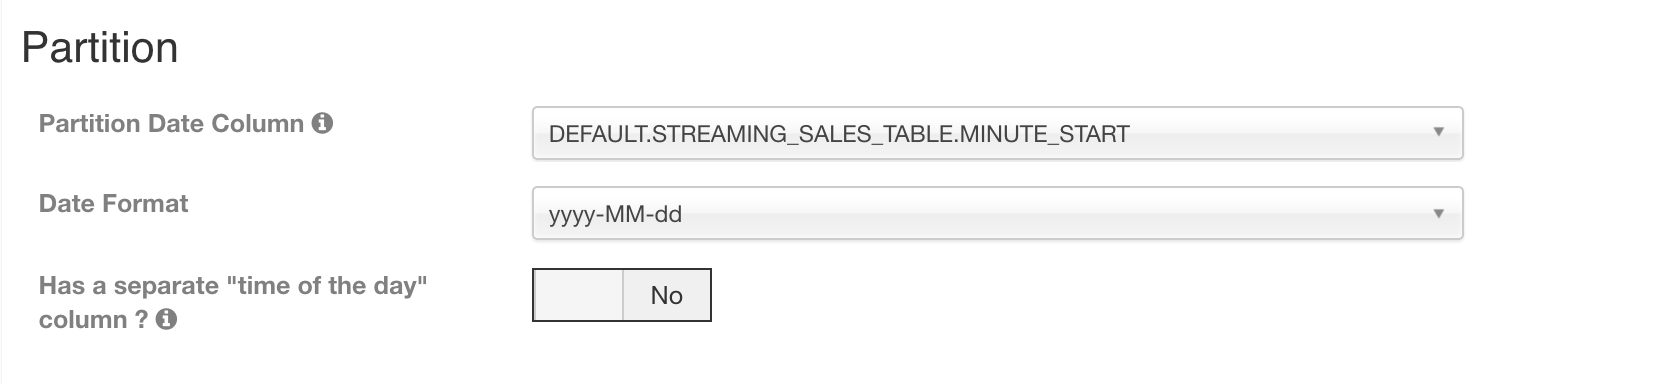 Partition
Partition Date Column
DEFAULT.STREAMING_SALES_TABLE.MINUTE_START
Date Format
yyyy-MM-dd
Has a separate "time of the day"
column ?
No